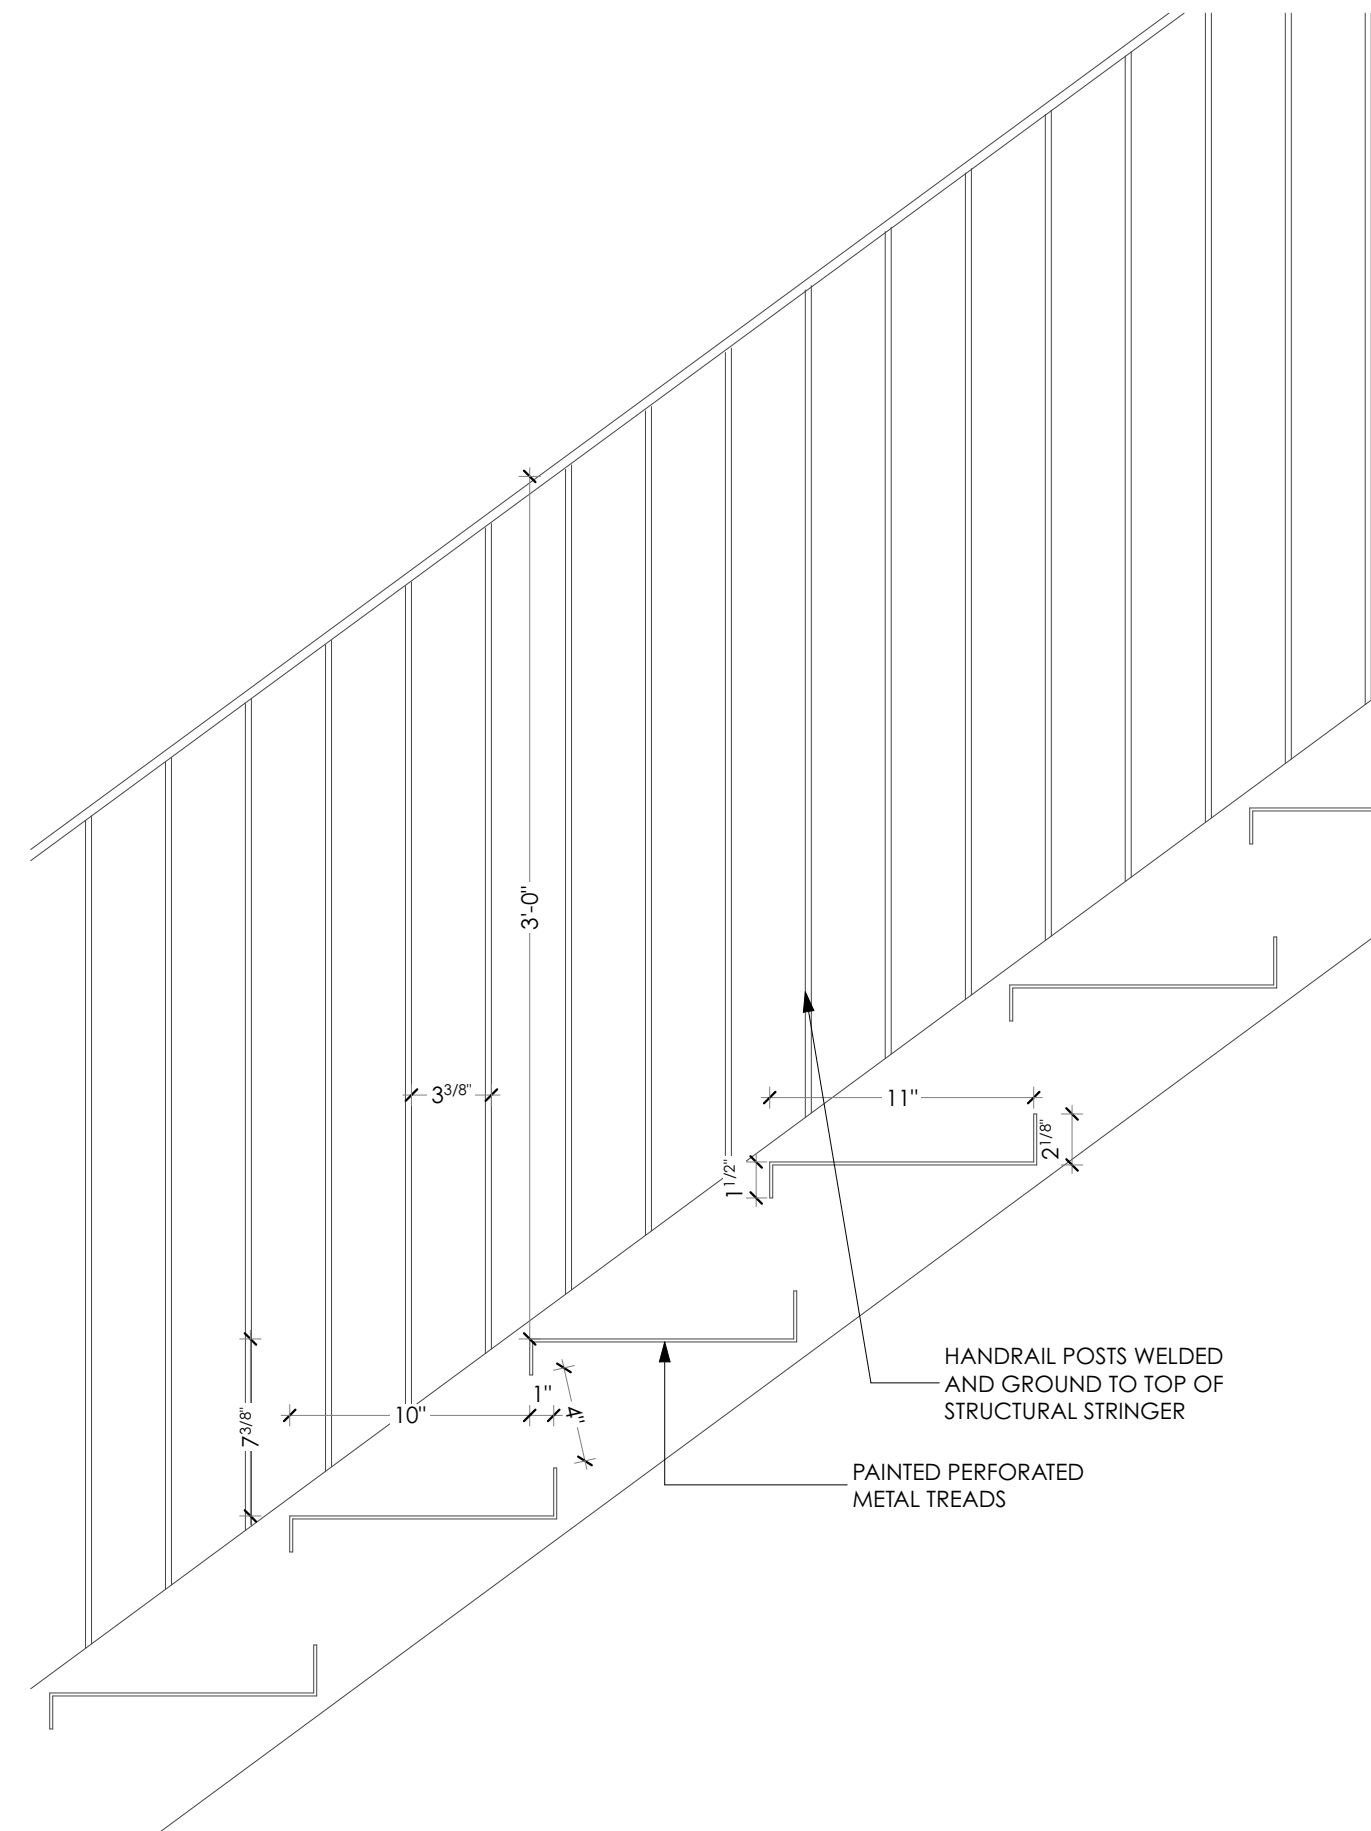 3'-0"
3 3/8"
11"
2 1/8"
1 1/2"
1"
10"
4"
7 3/8"
HANDRAIL POSTS WELDED
AND GROUND TO TOP OF
STRUCTURAL STRINGER
PAINTED PERFORATED
METAL TREADS